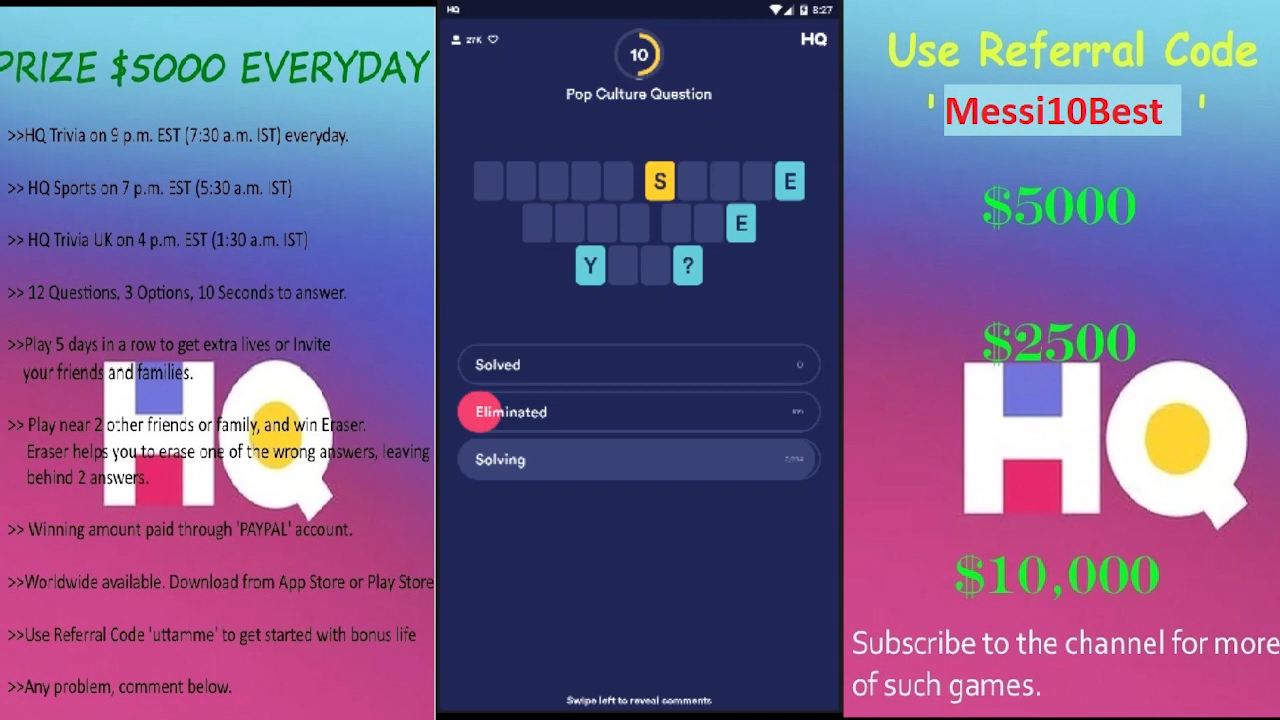 PRIZE $5000 EVERYDAY
>>HQ Trivia on 9 p.m. EST (7:30 a.m. IST) everyday.
>> HQ Sports on 7 p.m. EST (5:30 a.m. IST)
>> HQ Trivia UK on 4 p.m. EST (1:30 a.m. IST)
>> 12 Questions, 3 Options, 10 Seconds to answer.
>>Play 5 days in a row to get extra lives or Invite
your friends and families.
>> Play near 2 other friends or family, and win Eraser.
Eraser helps you to erase one of the wrong answers, leaving
behind 2 answers.
>> Winning amount paid through 'PAYPAL' account.
>>Worldwide available. Download from App Store or Play Store
>>Use Referral Code 'uttamme' to get started with bonus life
>>Any problem, comment below.
HQ
HQ 8:27
27K HQ
10
Pop Culture Question
S E
E
Y ?
Solved 0
Eliminated
Solving
Swipe left to reveal comments
Use Referral Code
' Messi10Best '
$5000
$2500
HQ
$10,000
Subscribe to the channel for more
of such games.